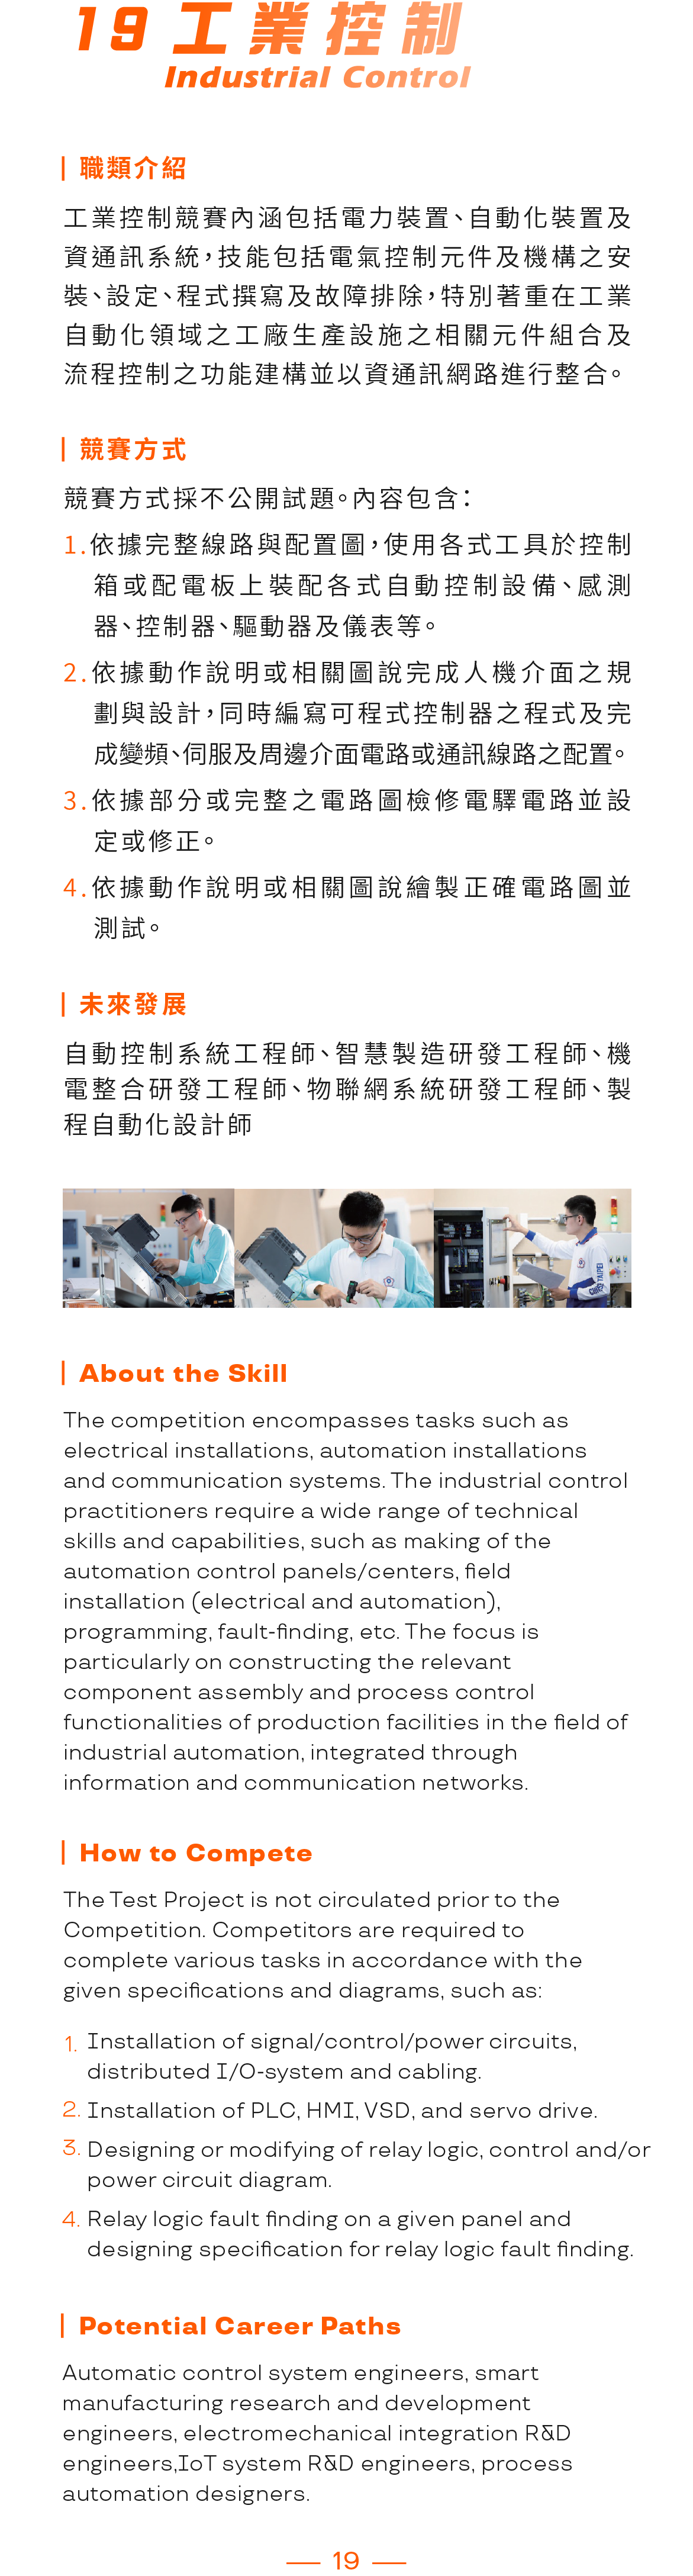 19 工業控制
Industrial Control
職類介紹
工業控制競賽內涵包括電力裝置、自動化裝置及
資通訊系統，技能包括電氣控制元件及機構之安
裝、設定、程式撰寫及故障排除，特別著重在工業
自動化領域之工廠生產設施之相關元件組合及
流程控制之功能建構並以資通訊網路進行整合。
競賽方式
競賽方式採不公開試題。內容包含：
1.依據完整線路與配置圖，使用各式工具於控制
箱或配電板上裝配各式自動控制設備、感測
器、控制器、驅動器及儀表等。
2.依據動作說明或相關圖說完成人機介面之規
劃與設計，同時編寫可程式控制器之程式及完
成變頻、伺服及周邊介面電路或通訊線路之配置。
3.依據部分或完整之電路圖檢修電驛電路並設
定或修正。
4.依據動作說明或相關圖說繪製正確電路圖並
測試。
未來發展
自動控制系統工程師、智慧製造研發工程師、機
電整合研發工程師、物聯網系統研發工程師、製
程自動化設計師
CHINESE TAIPEI
About the Skill
The competition encompasses tasks such as
electrical installations, automation installations
and communication systems. The industrial control
practitioners require a wide range of technical
skills and capabilities, such as making of the
automation control panels/centers, field
installation (electrical and automation),
programming, fault-finding, etc. The focus is
particularly on constructing the relevant
component assembly and process control
functionalities of production facilities in the field of
industrial automation, integrated through
information and communication networks.
How to Compete
The Test Project is not circulated prior to the
Competition. Competitors are required to
complete various tasks in accordance with the
given specifications and diagrams, such as:
1. Installation of signal/control/power circuits,
distributed I/O-system and cabling.
2. Installation of PLC, HMI, VSD, and servo drive.
3. Designing or modifying of relay logic, control and/or
power circuit diagram.
4. Relay logic fault finding on a given panel and
designing specification for relay logic fault finding.
Potential Career Paths
Automatic control system engineers, smart
manufacturing research and development
engineers, electromechanical integration R&D
engineers,IoT system R&D engineers, process
automation designers.
19